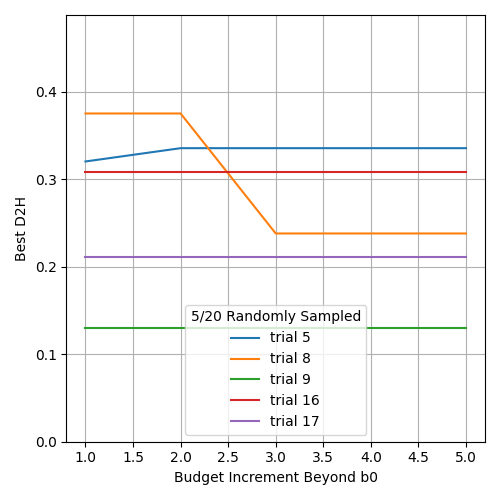 0.4
0.3
0.2
0.1
0.0
Best D2H
5/20 Randomly Sampled
trial 5
trial 8
trial 9
trial 16
trial 17
1.0 1.5 2.0 2.5 3.0 3.5 4.0 4.5 5.0
Budget Increment Beyond b0